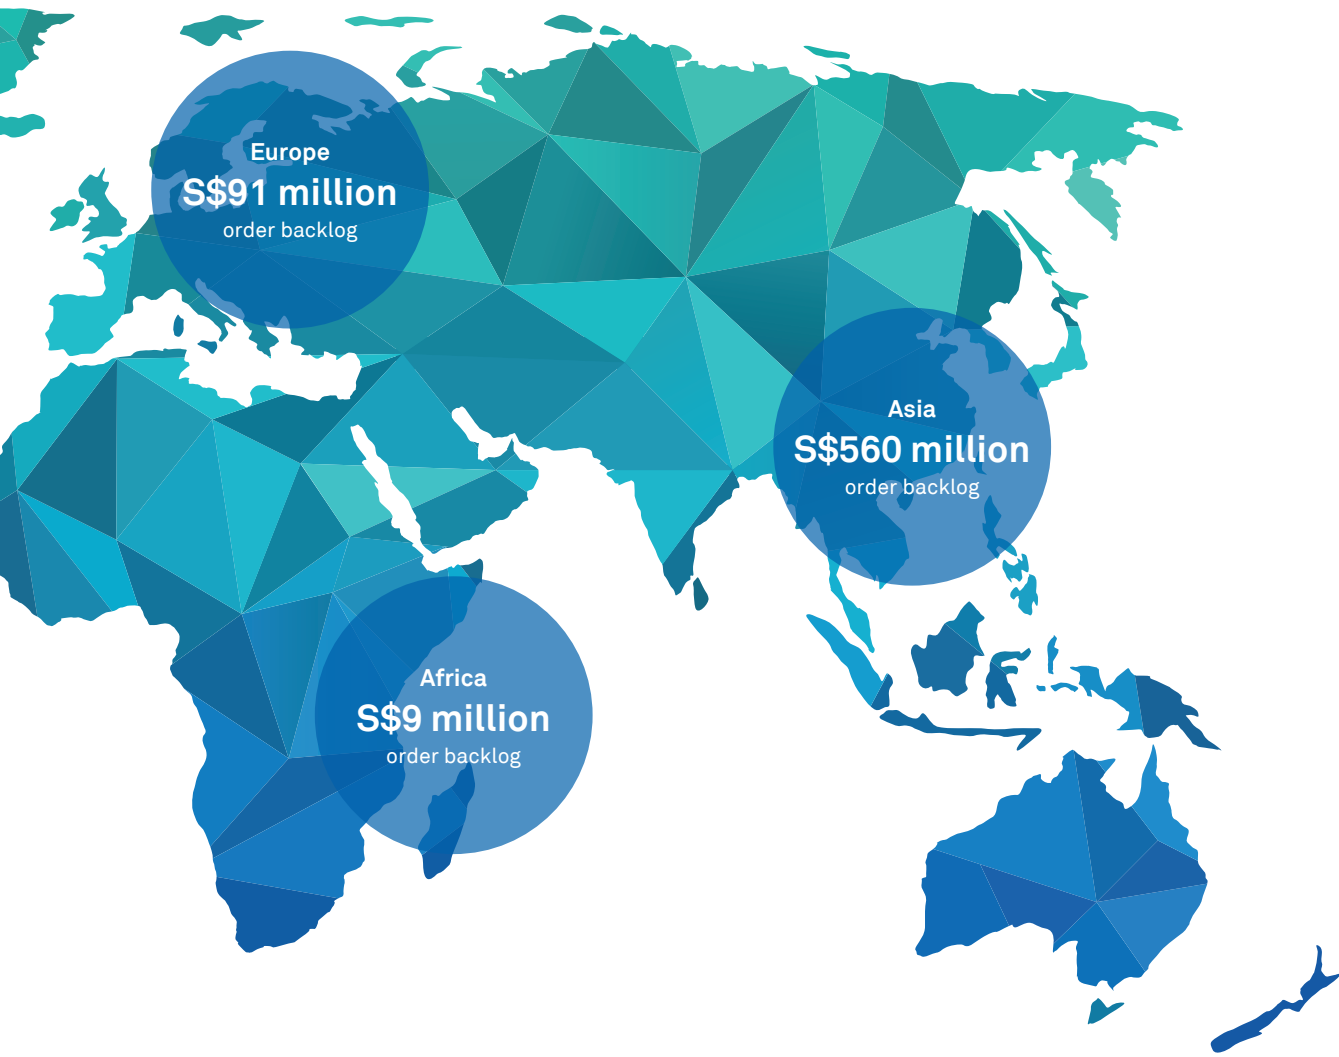 Europe
S$91 million
order backlog
Asia
S$560 million
order backlog
Africa
S$9 million
order backlog